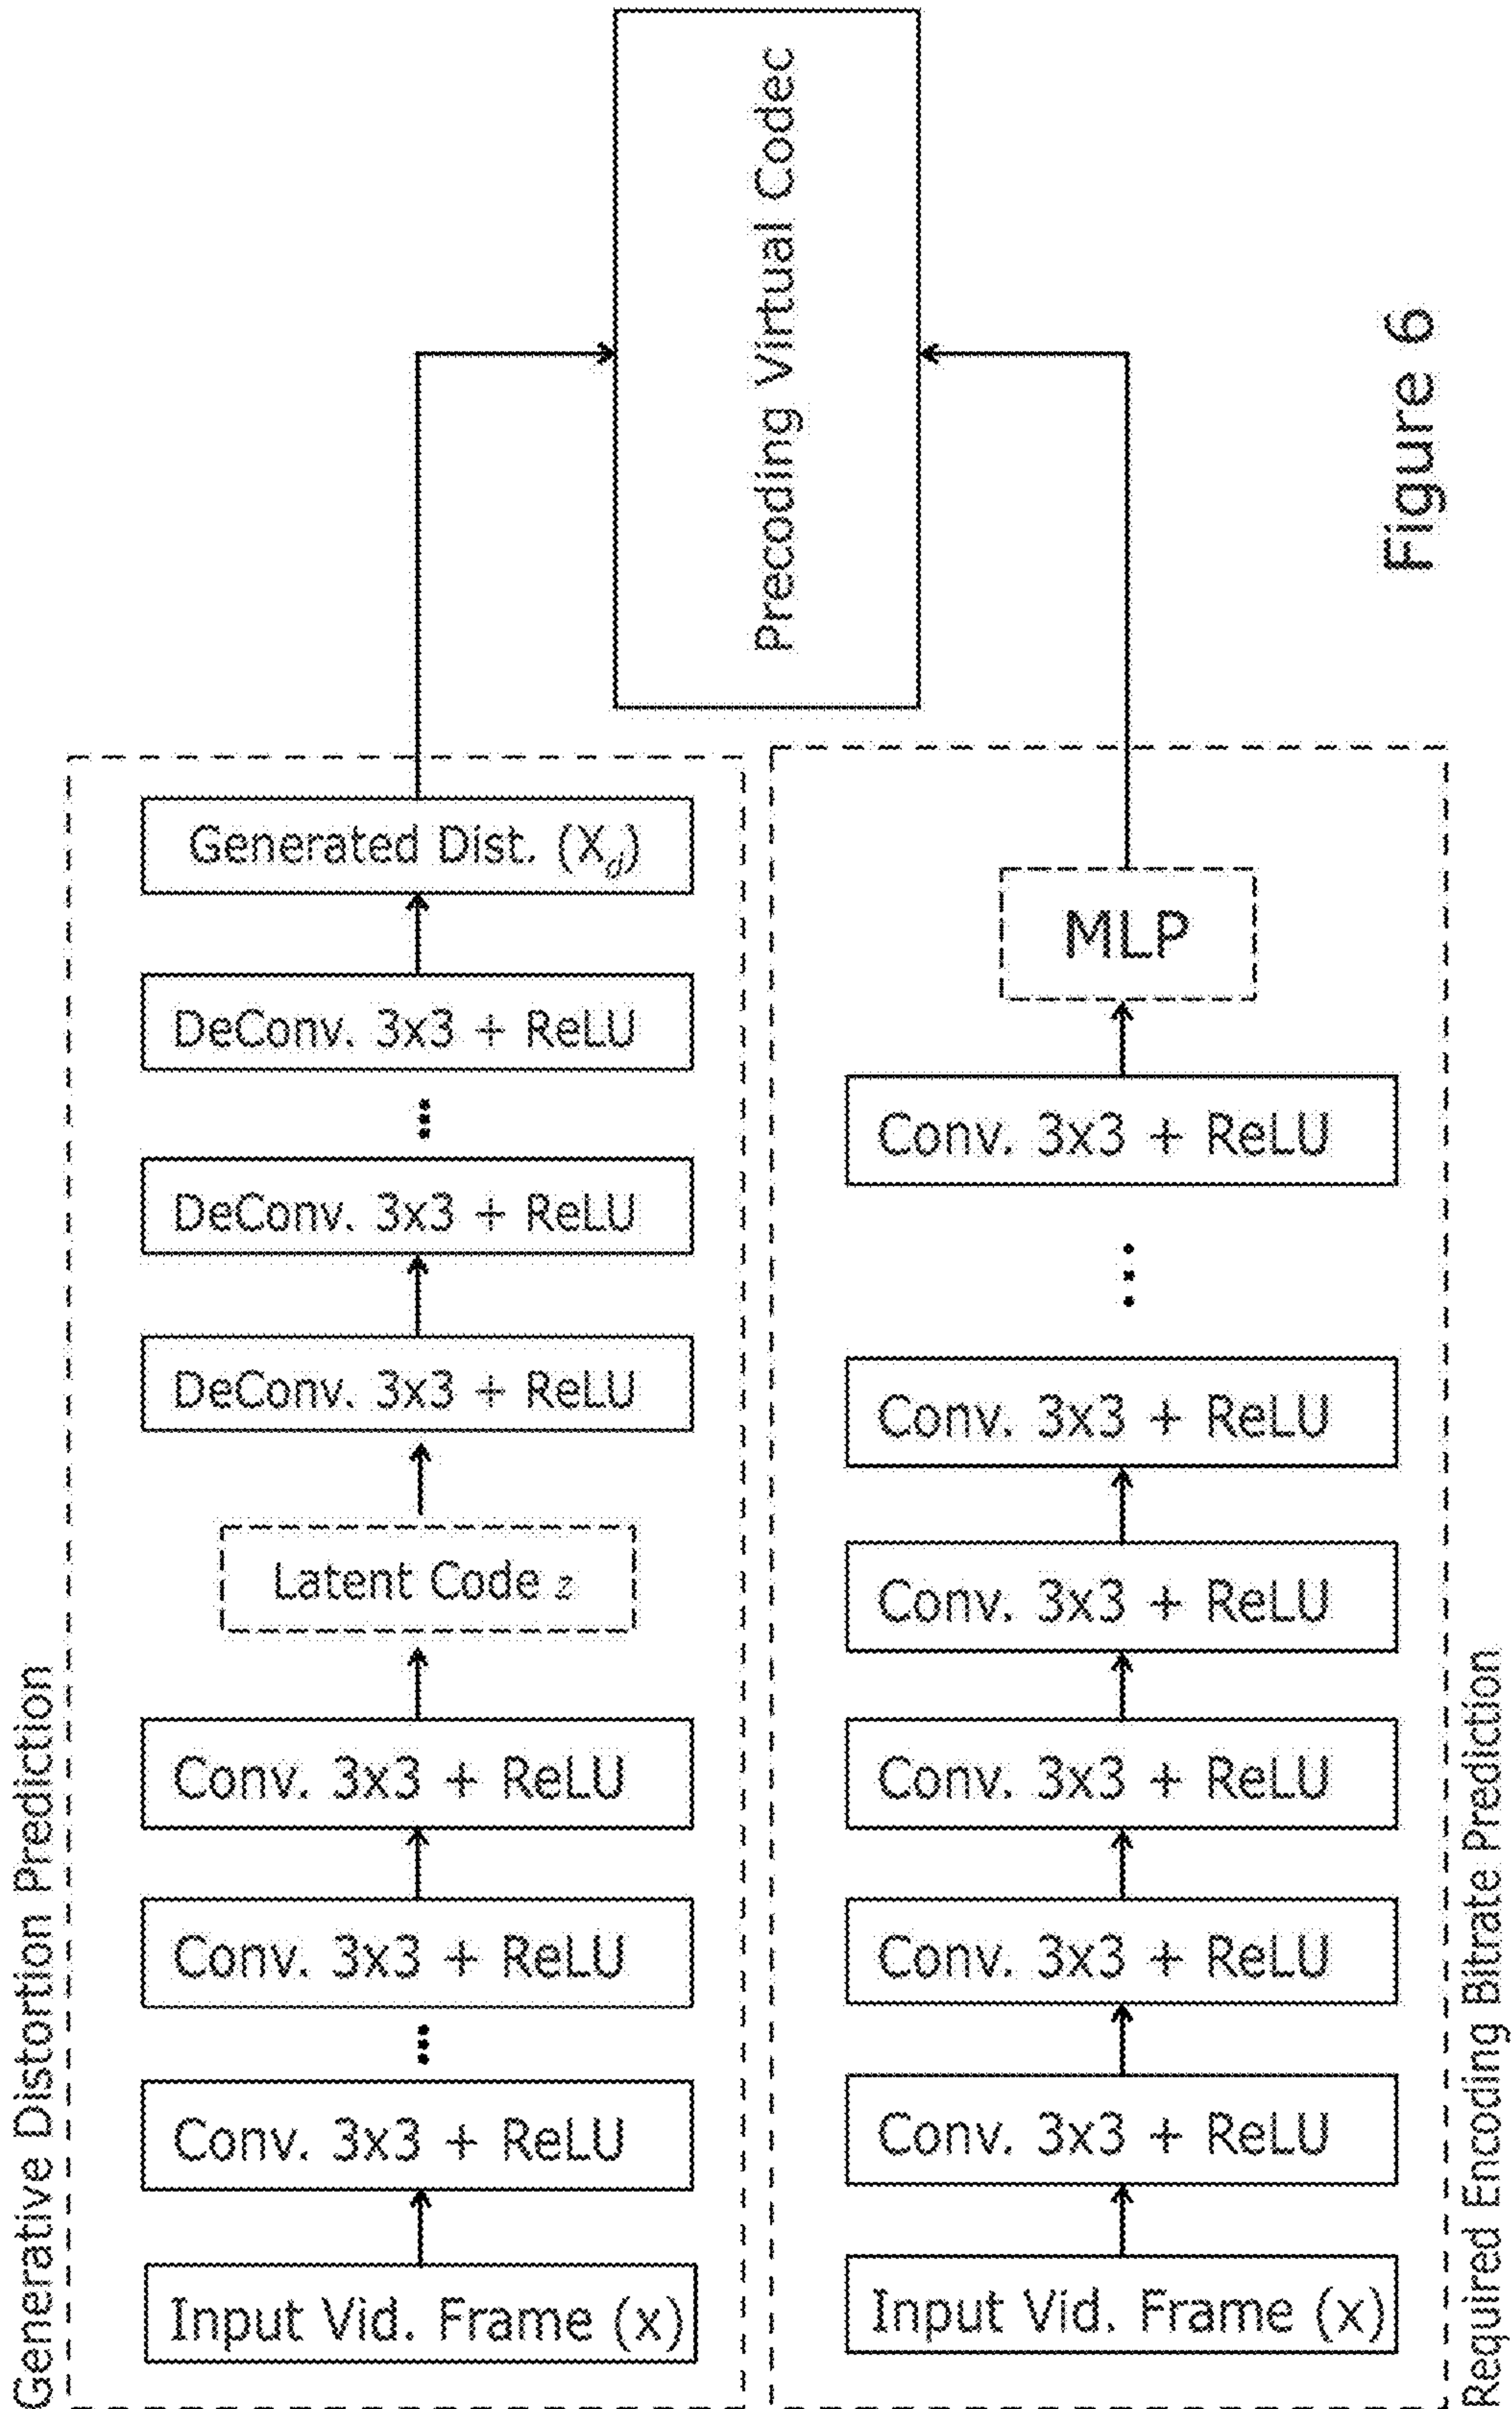 Generative Distortion Prediction
Input Vid. Frame (x)
Conv. 3x3 + ReLU
...
Conv. 3x3 + ReLU
Conv. 3x3 + ReLU
Latent Code z
DeConv. 3x3 + ReLU
DeConv. 3x3 + ReLU
...
DeConv. 3x3 + ReLU
Generated Dist. (Xd)
Precoding Virtual Codec
Input Vid. Frame (x)
Conv. 3x3 + ReLU
Conv. 3x3 + ReLU
Conv. 3x3 + ReLU
Conv. 3x3 + ReLU
Conv. 3x3 + ReLU
...
Conv. 3x3 + ReLU
MLP
Required Encoding Bitrate Prediction
Figure 6